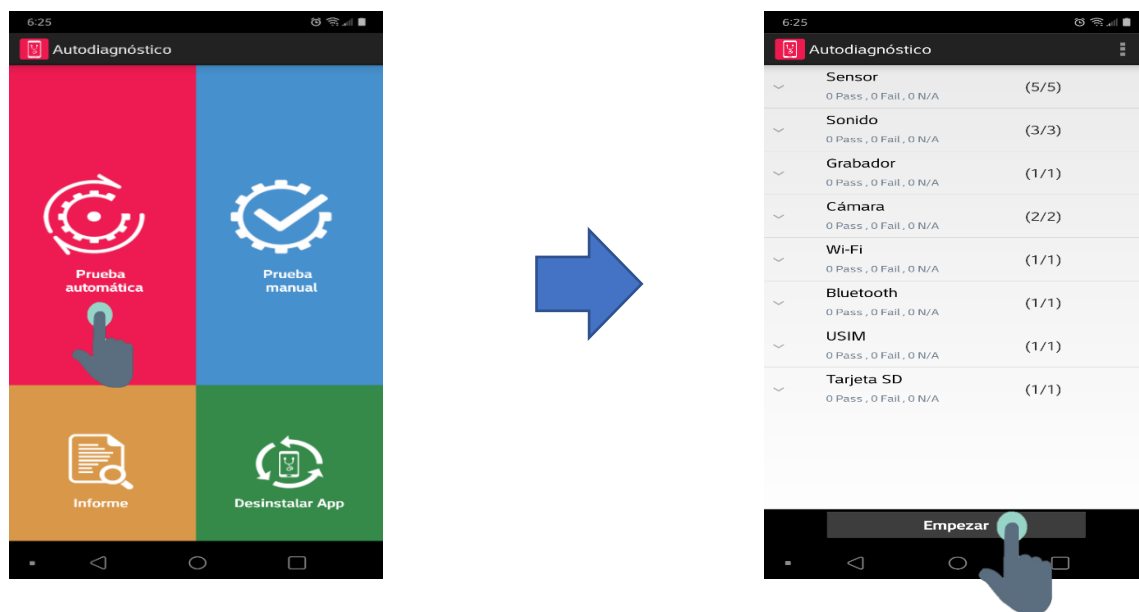 6:25
Autodiagnóstico
Prueba
automática
Prueba
manual
Informe
Desinstalar App
6:25
Autodiagnóstico
Sensor
0 Pass , 0 Fail , 0 N/A
(5/5)
Sonido
0 Pass , 0 Fail , 0 N/A
(3/3)
Grabador
0 Pass , 0 Fail , 0 N/A
(1/1)
Cámara
0 Pass , 0 Fail , 0 N/A
(2/2)
Wi-Fi
0 Pass , 0 Fail , 0 N/A
(1/1)
Bluetooth
0 Pass , 0 Fail , 0 N/A
(1/1)
USIM
0 Pass , 0 Fail , 0 N/A
(1/1)
Tarjeta SD
0 Pass , 0 Fail , 0 N/A
(1/1)
Empezar